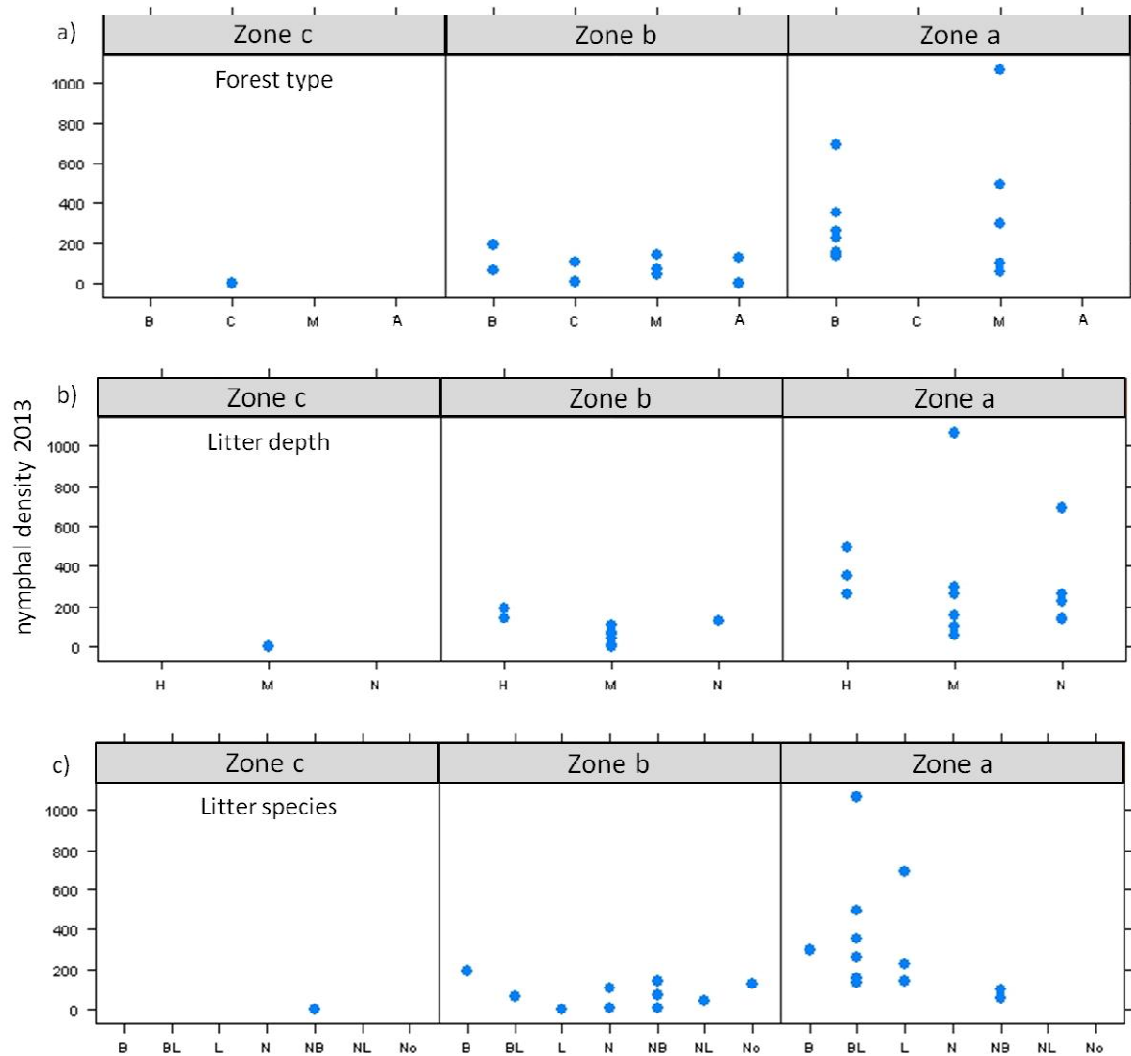 a)
Zone c Zone b Zone a
Forest type
1000
800
600
400
200
0
B C M A B C M A B C M A
nymphal density 2013
b)
Zone c Zone b Zone a
Litter depth
1000
800
600
400
200
0
H M N H M N H M N
c)
Zone c Zone b Zone a
Litter species
1000
800
600
400
200
0
B BL L N NB NL No B BL L N NB NL No B BL L N NB NL No